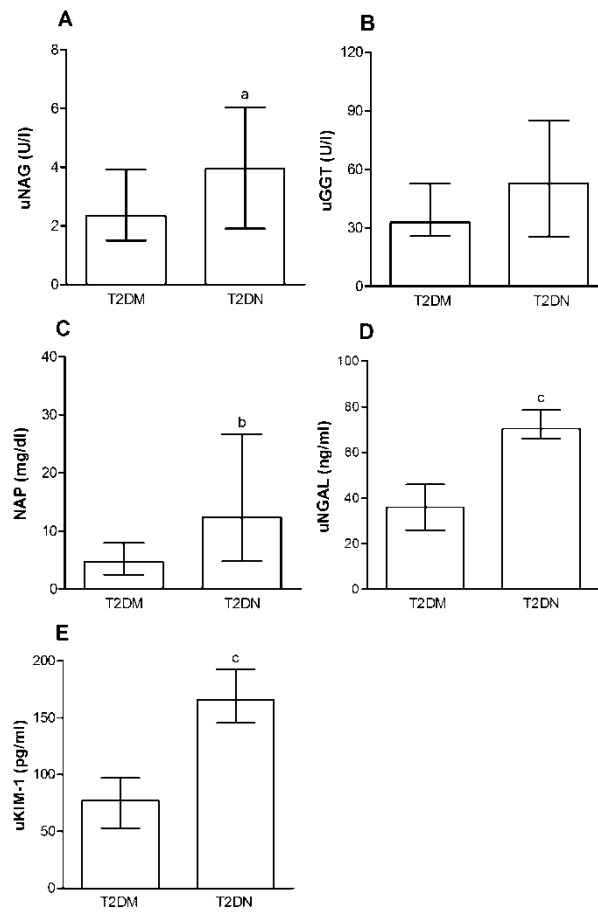 A
uNAG (U/l)
8
6
4
2
0
a
T2DM
T2DN
B
uGGT (U/l)
120
90
60
30
0
T2DM
T2DN
C
NAP (mg/dl)
40
30
20
10
0
b
T2DM
T2DN
D
uNGAL (ng/ml)
100
80
60
40
20
0
c
T2DM
T2DN
E
uKIM-1 (pg/ml)
200
150
100
50
0
c
T2DM
T2DN